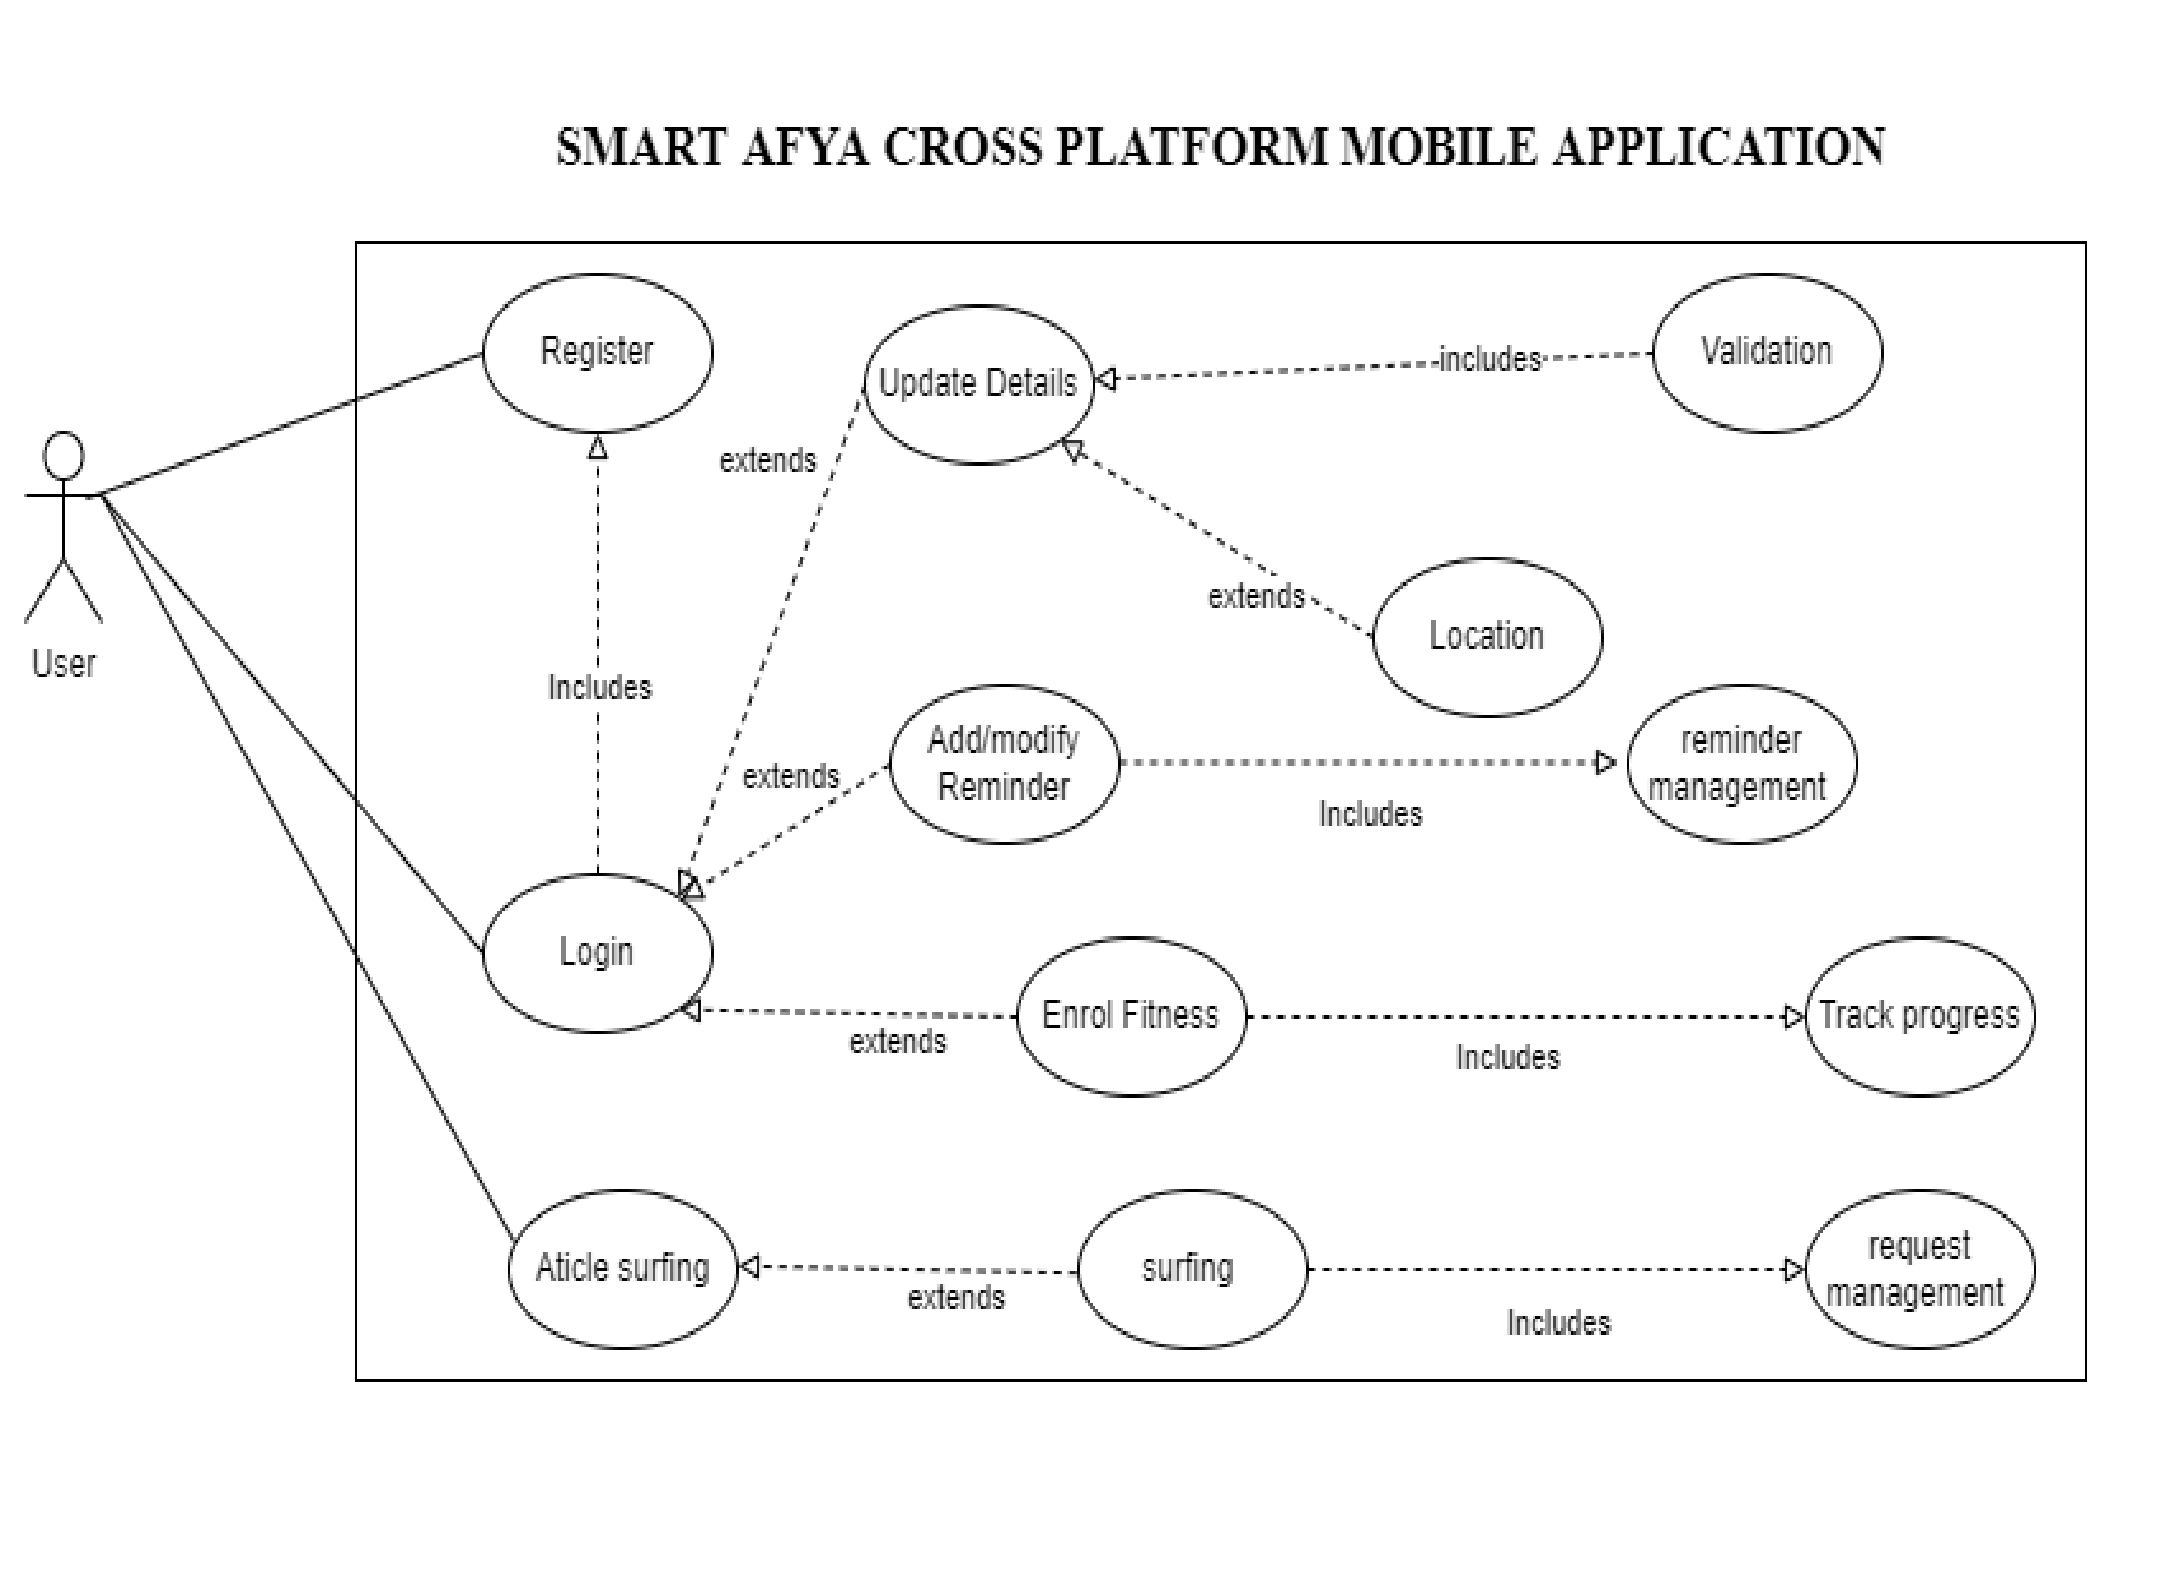 SMART AFYA CROSS PLATFORM MOBILE APPLICATION
Register
Update Details
includes
Validation
extends
User
Includes
extends
Location
Add/modify
Reminder
extends
Includes
reminder
management
Login
extends
Enrol Fitness
Includes
Track progress
Aticle surfing
extends
surfing
Includes
request
management